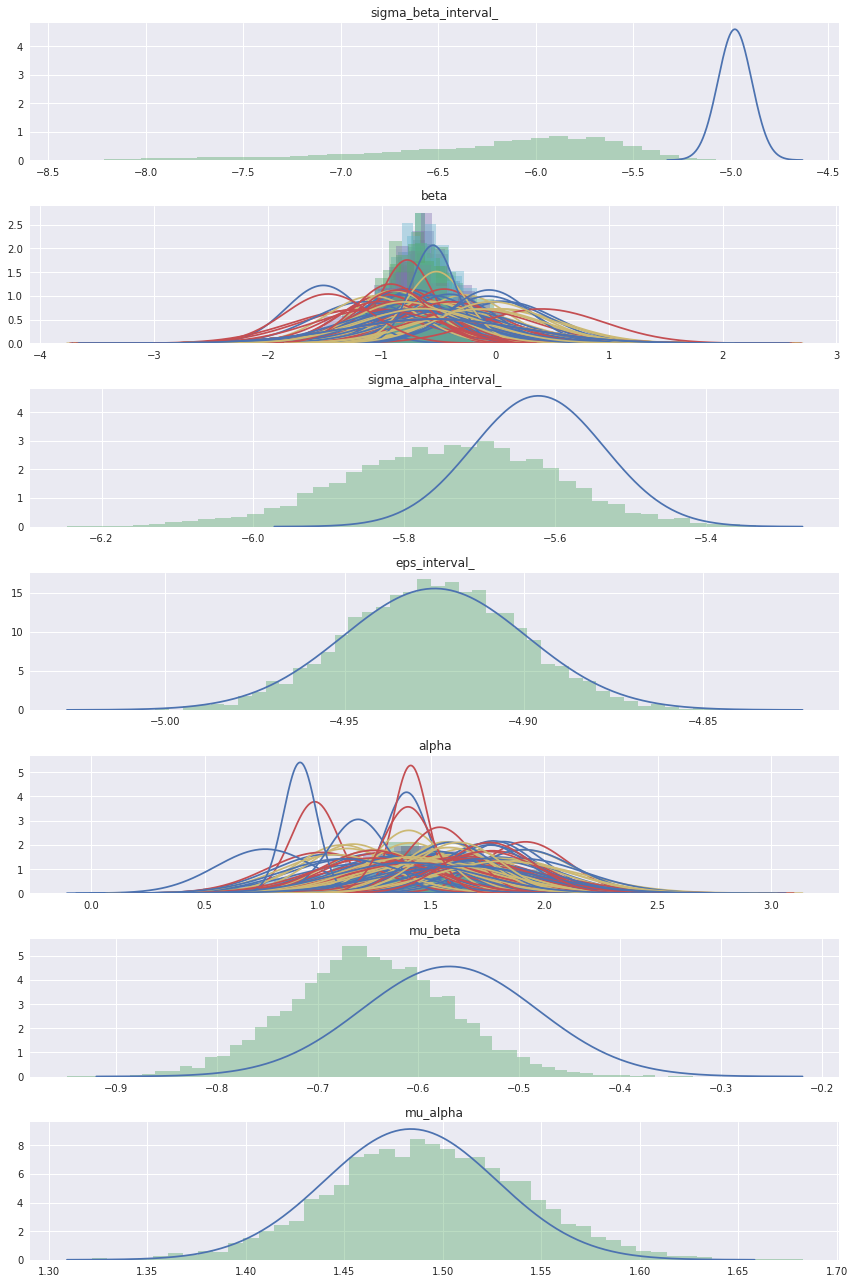 sigma_beta_interval_
4
3
2
1
0
−8.5 −8.0 −7.5 −7.0 −6.5 −6.0 −5.5 −5.0 −4.5
beta
2.5
2.0
1.5
1.0
0.5
0.0
−4 −3 −2 −1 0 1 2 3
sigma_alpha_interval_
4
3
2
1
0
−6.2 −6.0 −5.8 −5.6 −5.4
eps_interval_
15
10
5
0
−5.00 −4.95 −4.90 −4.85
alpha
5
4
3
2
1
0
0.0 0.5 1.0 1.5 2.0 2.5 3.0
mu_beta
5
4
3
2
1
0
−0.9 −0.8 −0.7 −0.6 −0.5 −0.4 −0.3 −0.2
mu_alpha
8
6
4
2
0
1.30 1.35 1.40 1.45 1.50 1.55 1.60 1.65 1.70